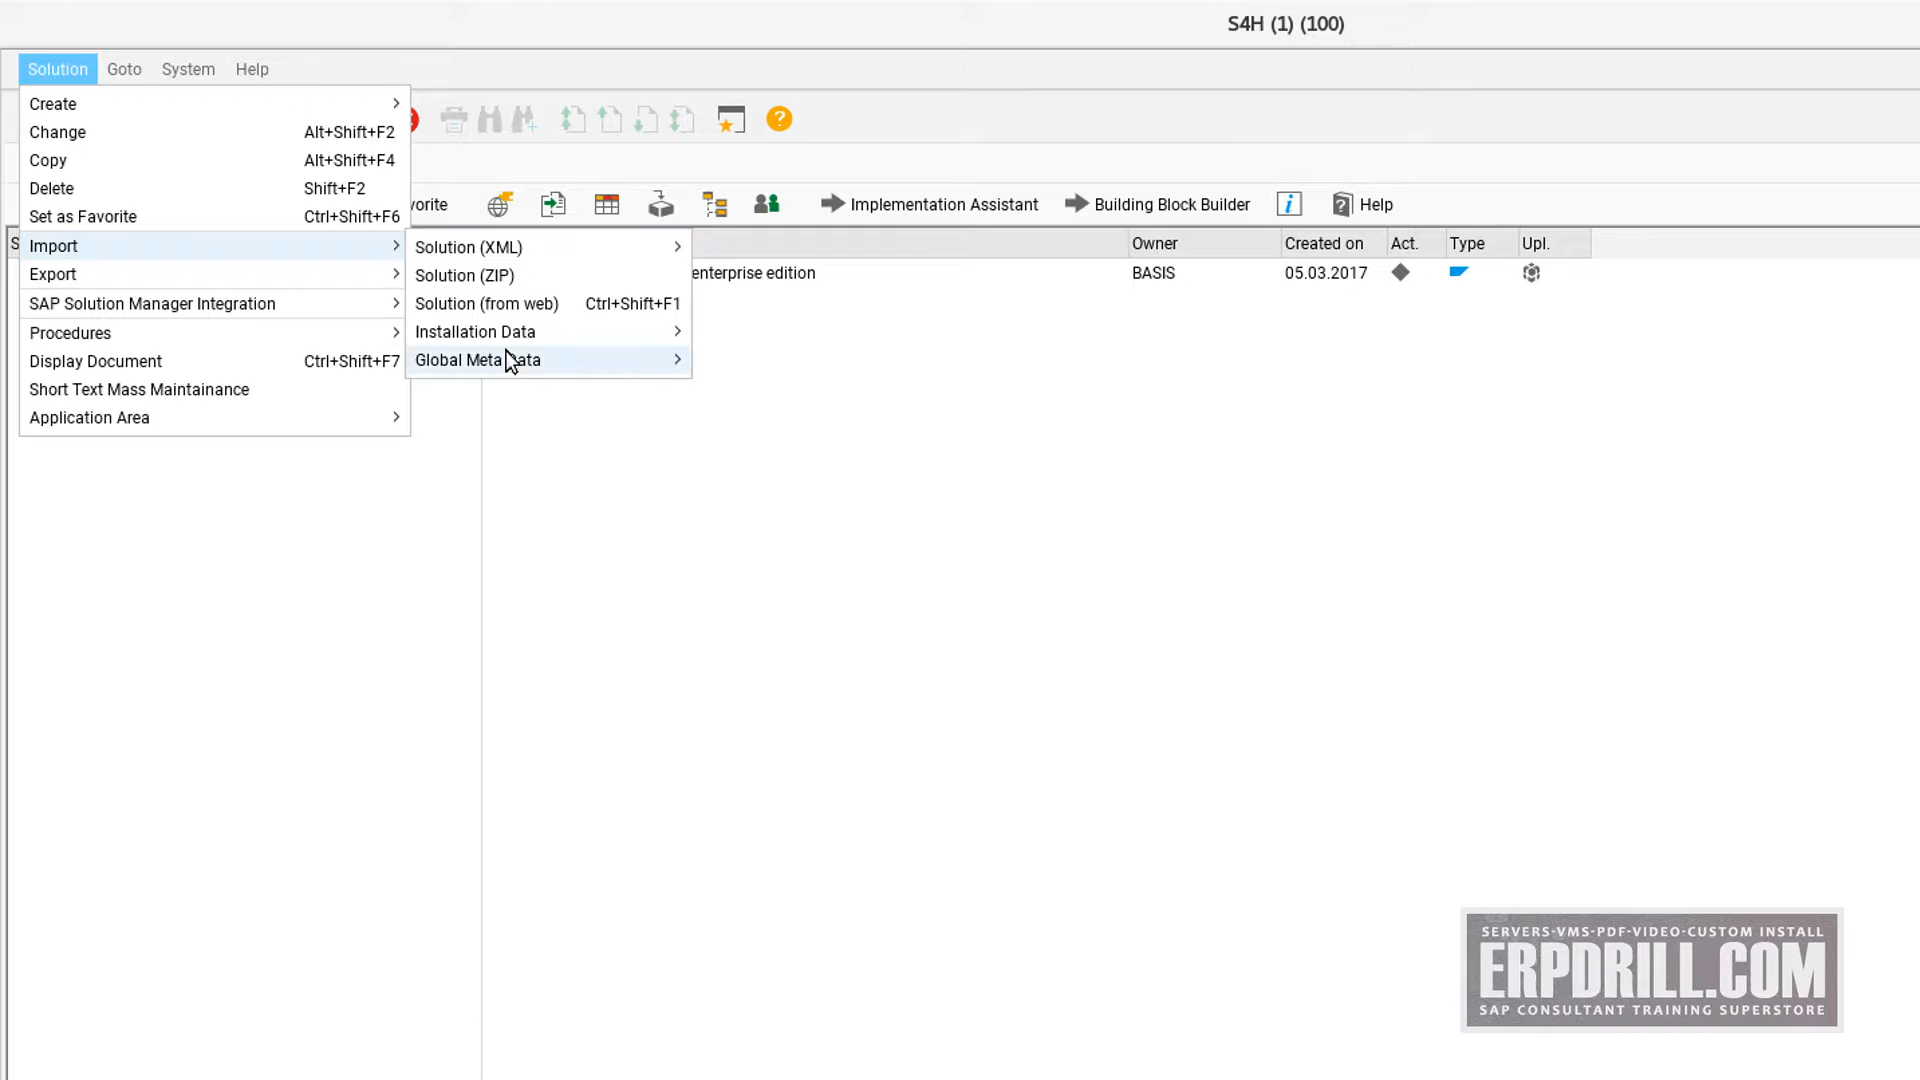 S4H (1) (100)
Solution Goto System Help
Create
Change Alt+Shift+F2
Copy Alt+Shift+F4
Delete Shift+F2
Set as Favorite Ctrl+Shift+F6
Import
Export
SAP Solution Manager Integration
Procedures
Display Document Ctrl+Shift+F7
Short Text Mass Maintainance
Application Area
Solution (XML)
Solution (ZIP)
Solution (from web) Ctrl+Shift+F1
Installation Data
Global Meta Data
vorite Implementation Assistant Building Block Builder Help
S Owner Created on Act. Type Upl.
enterprise edition BASIS 05.03.2017
SERVERS-VMS-PDF-VIDEO-CUSTOM INSTALL
ERPDRILL.COM
SAP CONSULTANT TRAINING SUPERSTORE